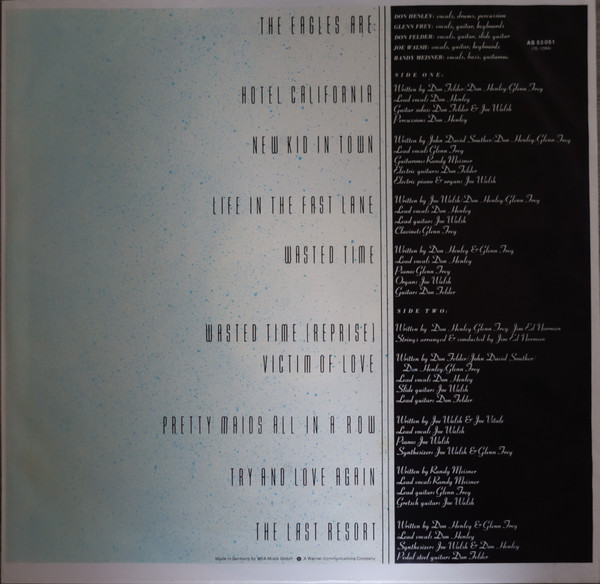 THE EAGLES ARE:
DON HENLEY: vocals, drums, percussion
GLENN FREY: vocals, guitar, keyboards
DON FELDER: vocals, guitar, slide guitar
JOE WALSH: vocals, guitar, keyboards
RANDY MEISNER: vocals, bass, guitarone
AS 53 051
SIDE ONE:
HOTEL CALIFORNIA
Written by Don Felder-Don Henley-Glenn Frey
Lead vocal: Don Henley
Guitar solos: Don Felder & Joe Walsh
Percussion: Don Henley
NEW KID IN TOWN
Written by John David Souther-Don Henley-Glenn Frey
Lead vocal: Glenn Frey
Guitarone: Randy Meisner
Electric guitars: Don Felder
Electric piano & organ: Joe Walsh
LIFE IN THE FAST LANE
Written by Joe Walsh-Don Henley-Glenn Frey
Lead vocal: Don Henley
Lead guitar: Joe Walsh
Clavinet: Glenn Frey
WASTED TIME
Written by Don Henley & Glenn Frey
Lead vocal: Don Henley
Piano: Glenn Frey
Organ: Joe Walsh
Guitar: Don Felder
SIDE TWO:
WASTED TIME (REPRISE)
Written by Don Henley-Glenn Frey-Jim Ed Norman
Strings arranged & conducted by Jim Ed Norman
VICTIM OF LOVE
Written by Don Felder-John David Souther-
Don Henley-Glenn Frey
Lead vocal: Don Henley
Slide guitar: Joe Walsh
Lead guitar: Don Felder
PRETTY MAIDS ALL IN A ROW
Written by Joe Walsh & Joe Vitale
Lead vocal: Joe Walsh
Piano: Joe Walsh
Synthesizer: Joe Walsh & Glenn Frey
TRY AND LOVE AGAIN
Written by Randy Meisner
Lead vocal: Randy Meisner
Lead guitar: Glenn Frey
Gretsch guitar: Joe Walsh
THE LAST RESORT
Written by Don Henley & Glenn Frey
Lead vocal: Don Henley
Synthesizers: Joe Walsh & Don Henley
Pedal steel guitar: Don Felder
Made in Germany by WEA Musik GmbH A Warner Communications Company